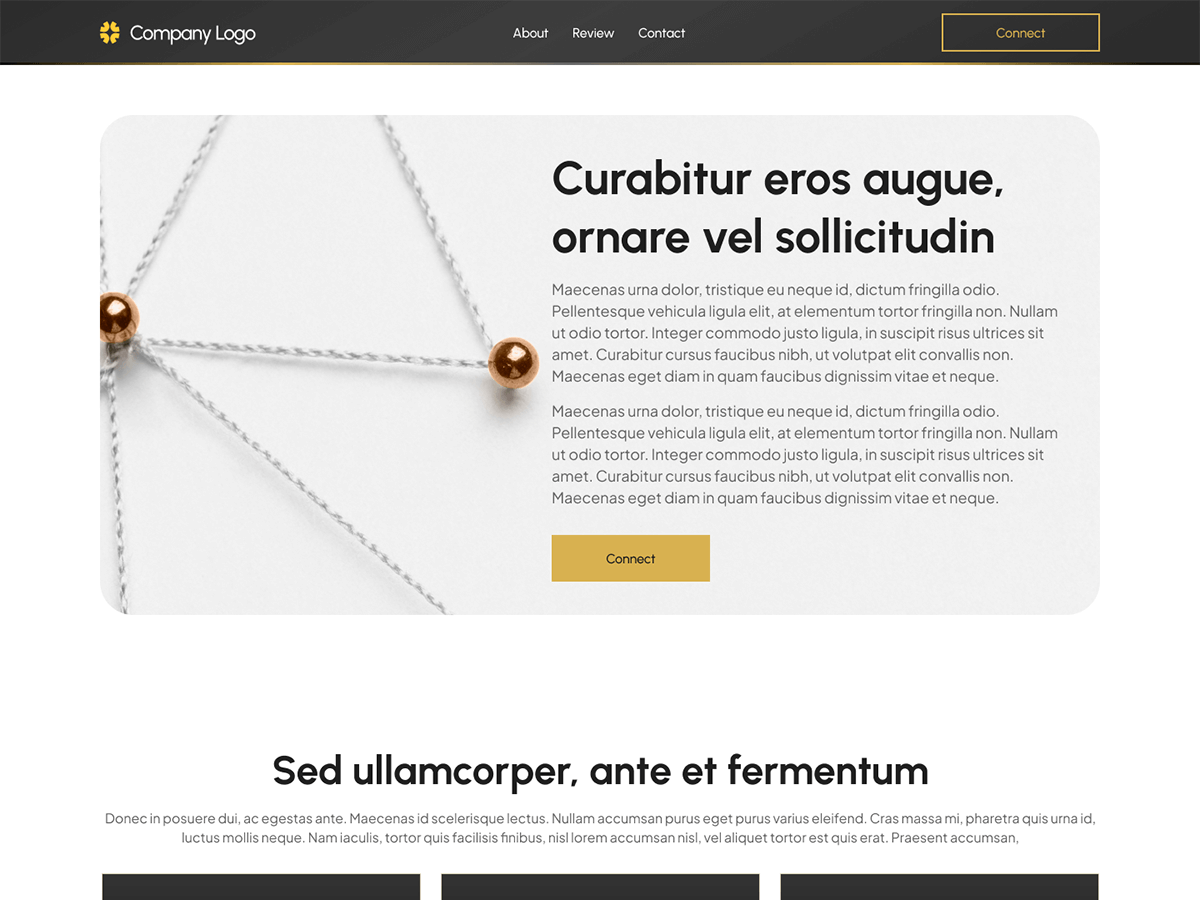 Company Logo
About
Review
Contact
Connect
Curabitur eros augue,
ornare vel sollicitudin
Maecenas urna dolor, tristique eu neque id, dictum fringilla odio.
Pellentesque vehicula ligula elit, at elementum tortor fringilla non. Nullam
ut odio tortor. Integer commodo justo ligula, in suscipit risus ultrices sit
amet. Curabitur cursus faucibus nibh, ut volutpat elit convallis non.
Maecenas eget diam in quam faucibus dignissim vitae et neque.
Maecenas urna dolor, tristique eu neque id, dictum fringilla odio.
Pellentesque vehicula ligula elit, at elementum tortor fringilla non. Nullam
ut odio tortor. Integer commodo justo ligula, in suscipit risus ultrices sit
amet. Curabitur cursus faucibus nibh, ut volutpat elit convallis non.
Maecenas eget diam in quam faucibus dignissim vitae et neque.
Connect
Sed ullamcorper, ante et fermentum
Donec in posuere dui, ac egestas ante. Maecenas id scelerisque lectus. Nullam accumsan purus eget purus varius eleifend. Cras massa mi, pharetra quis urna id,
luctus mollis neque. Nam iaculis, tortor quis facilisis finibus, nisl lorem accumsan nisl, vel aliquet tortor est quis erat. Praesent accumsan,